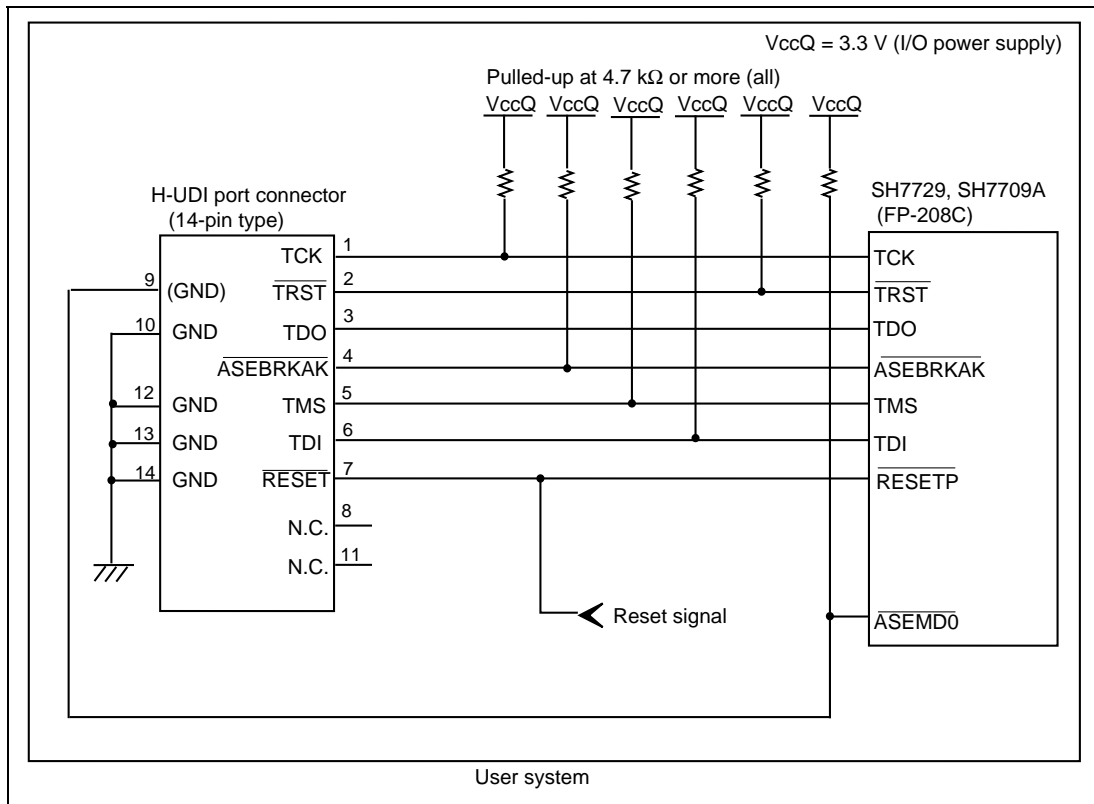 VccQ = 3.3 V (I/O power supply)
Pulled-up at 4.7 kΩ or more (all)
VccQ VccQ VccQ VccQ VccQ VccQ
H-UDI port connector
(14-pin type)
SH7729, SH7709A
(FP-208C)
TCK 1 TCK
9 (GND) TRST 2 TRST
10 GND TDO 3 TDO
ASEBRKAK 4 ASEBRKAK
12 GND TMS 5 TMS
13 GND TDI 6 TDI
14 GND RESET 7 RESETP
N.C. 8
N.C. 11
Reset signal
ASEMD0
User system